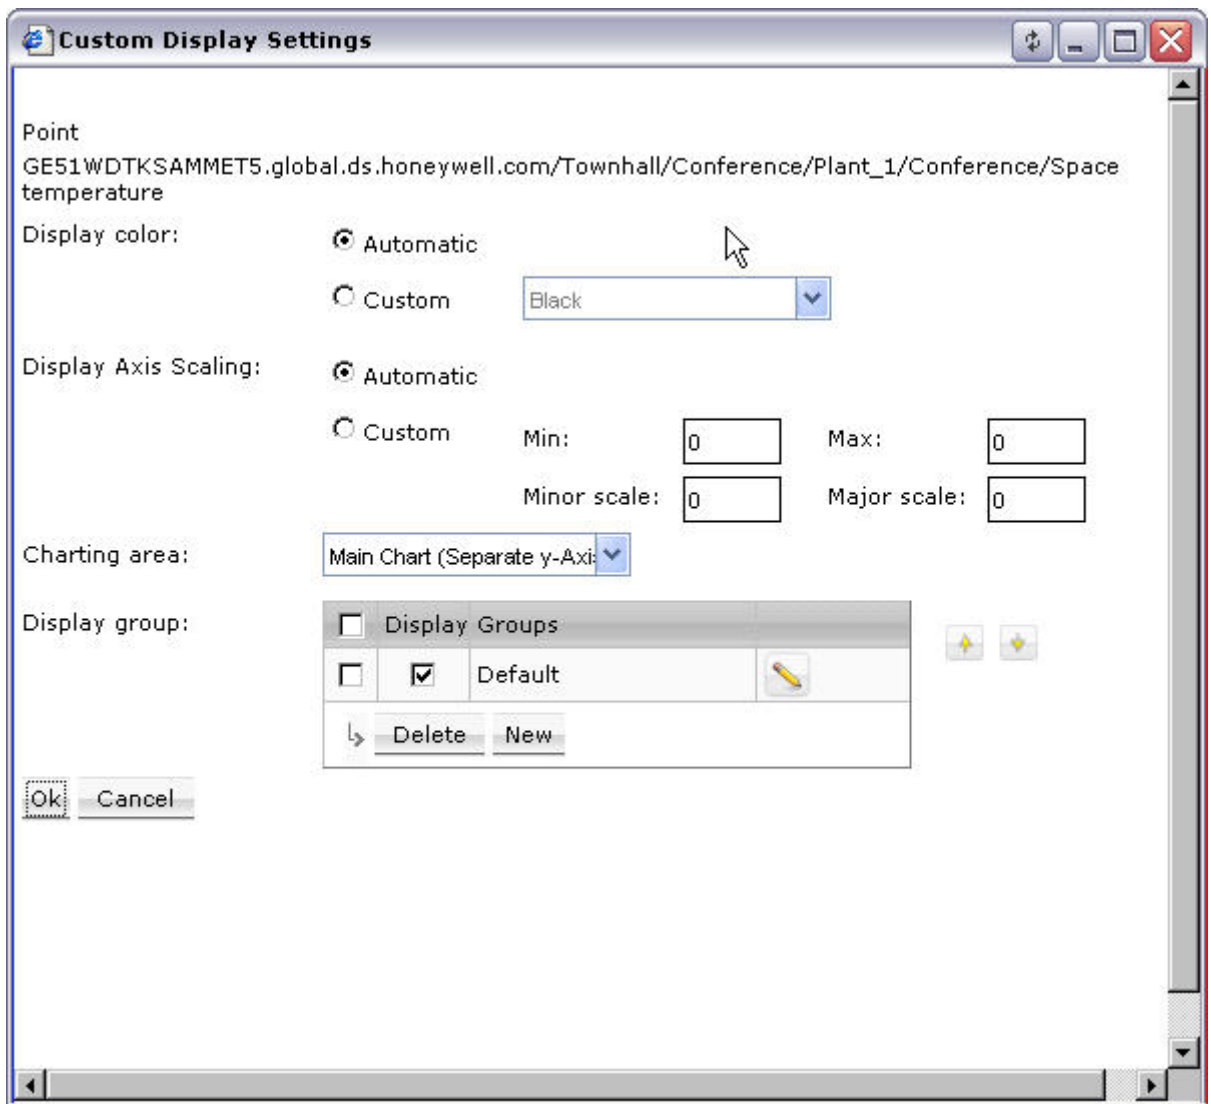 Custom Display Settings
Point
GE51WDTKSAMMET5.global.ds.honeywell.com/Townhall/Conference/Plant_1/Conference/Space
temperature
Display color:
Automatic
Custom
Black
Display Axis Scaling:
Automatic
Custom
Min:
0
Max:
0
Minor scale:
0
Major scale:
0
Charting area:
Main Chart (Separate y-Axi
Display group:
Display Groups
Default
Delete
New
Ok
Cancel